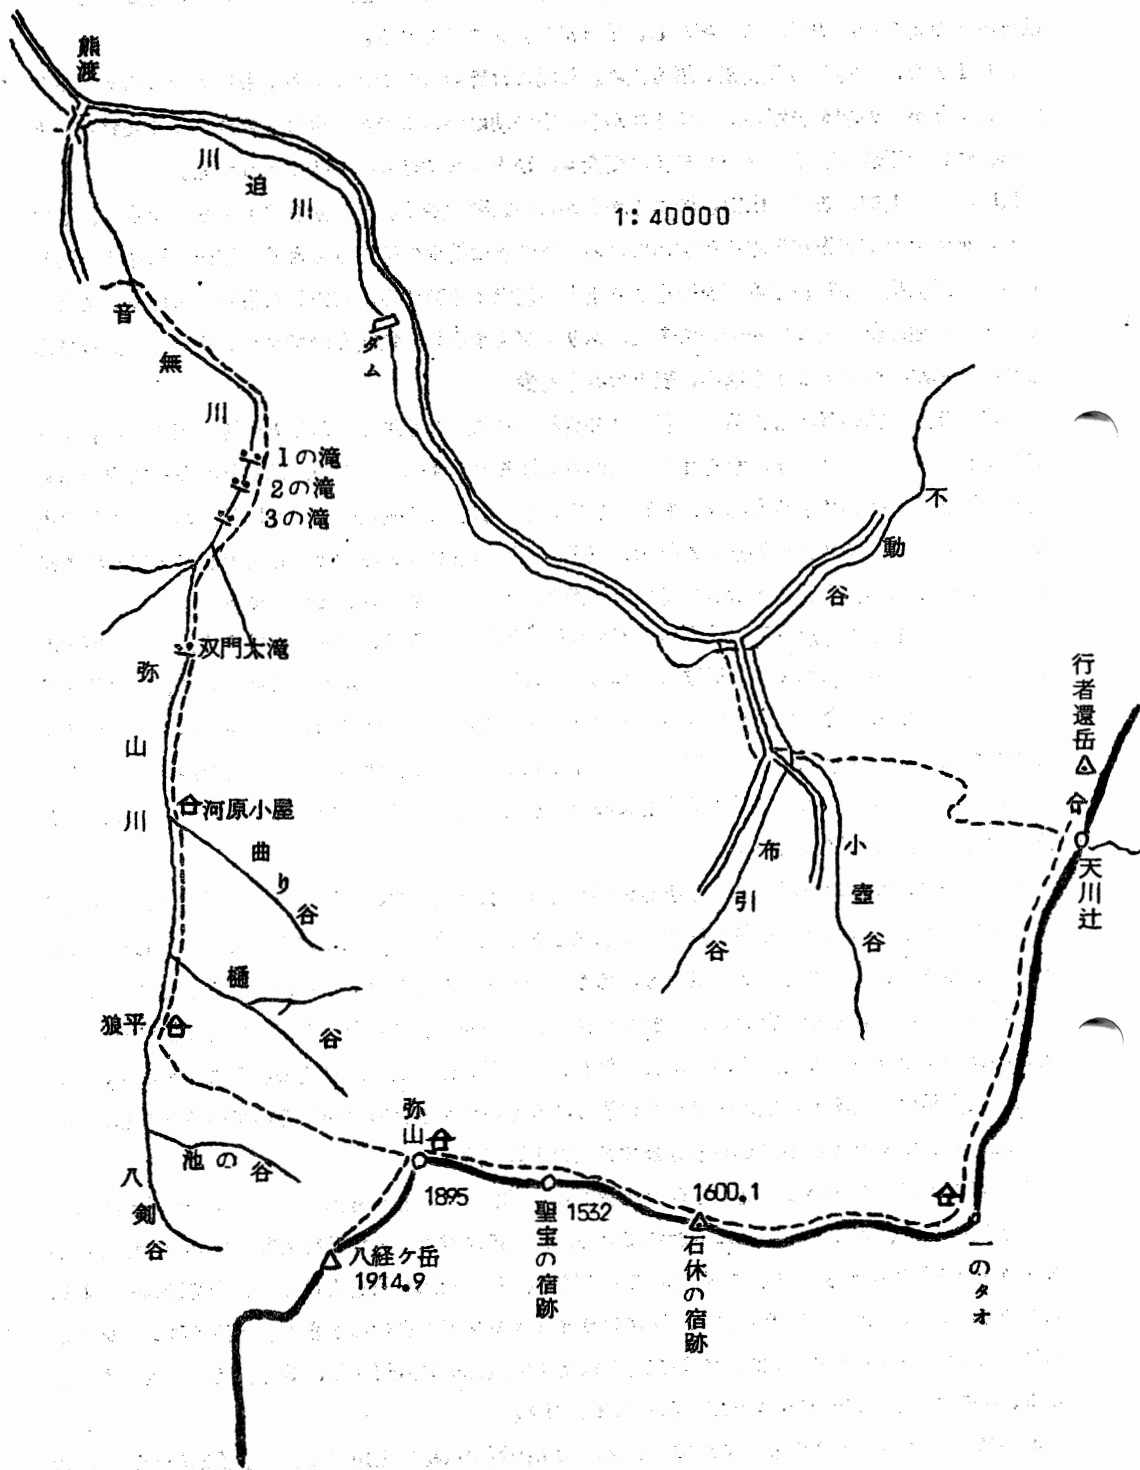 熊渡
川迫川
1:40000
音無川
ダム
1の滝
2の滝
3の滝
不動谷
双門大滝
弥山川
行者還岳
河原小屋
曲り谷
布引谷
小壺谷
天川辻
樋谷
狼平
弥山
1895
池の谷
八剣谷
聖宝の宿跡
1532
1600.1
石休の宿跡
一のタオ
八経ケ岳
1914.9